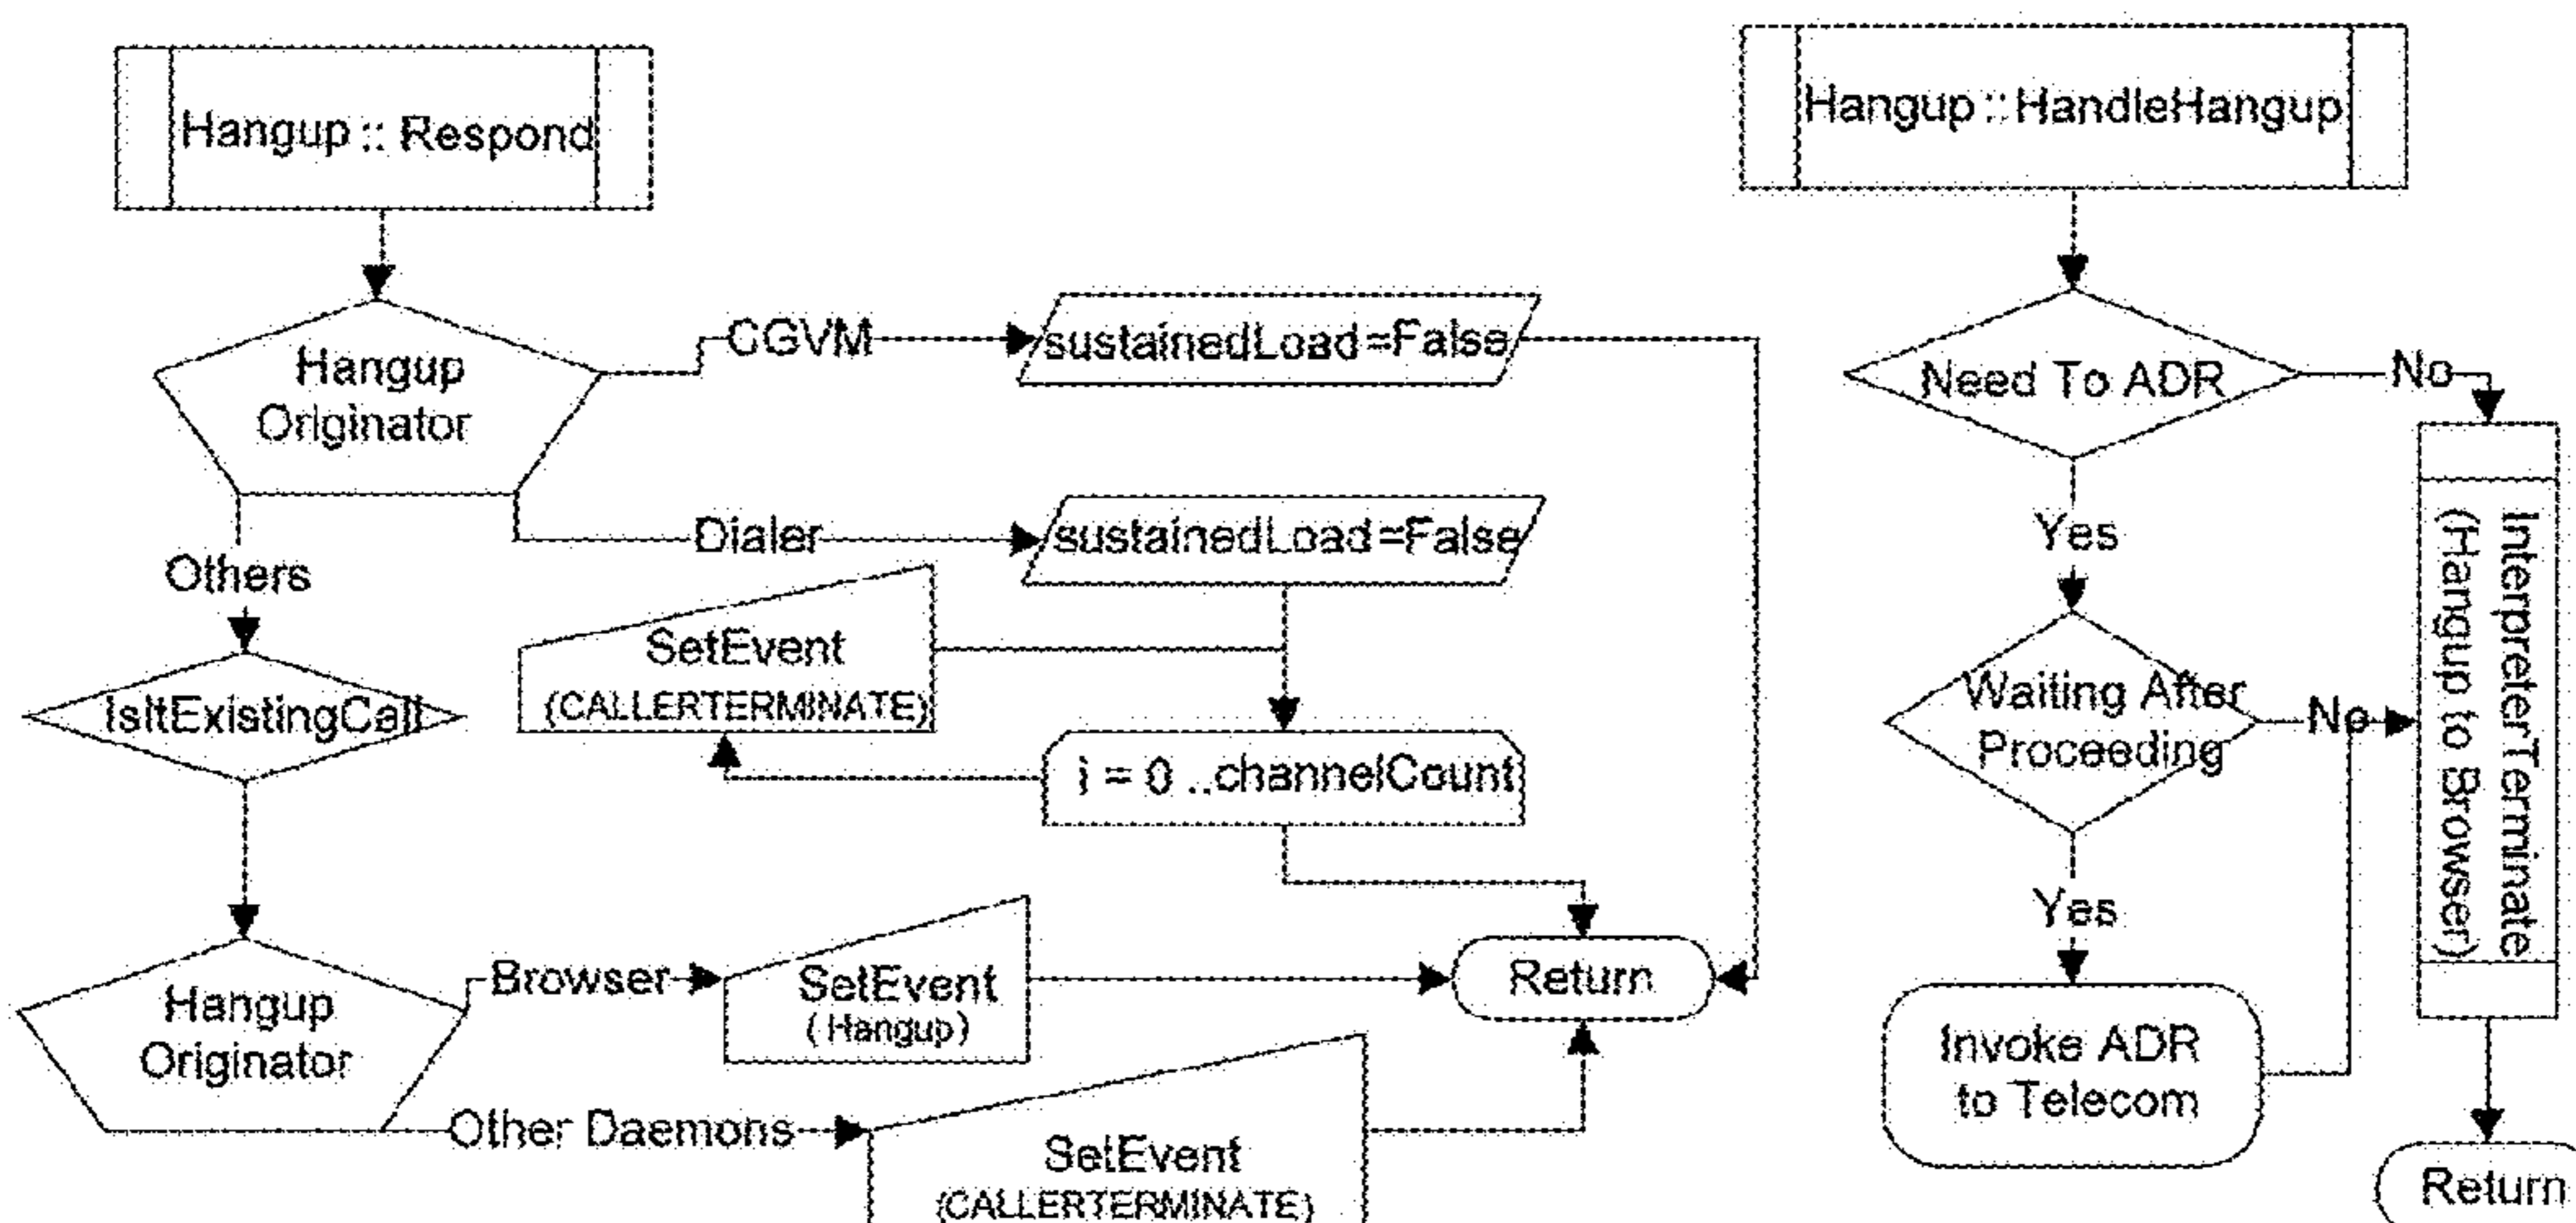 Hangup :: Respond
Hangup
Originator
CGVM
sustainedLoad=False
Dialer
sustainedLoad=False
Others
SetEvent
(CALLERTERMINATE)
IsItExistingCall
i = 0 ..channelCount
Hangup
Originator
Browser
SetEvent
(Hangup)
Return
Other Daemons
SetEvent
(CALLERTERMINATE)
Hangup :: HandleHangup
Need To ADR
No
Yes
Waiting After
Proceeding
No
Yes
Invoke ADR
to Telecom
InterpreterTerminate
(Hangup to Browser)
Return